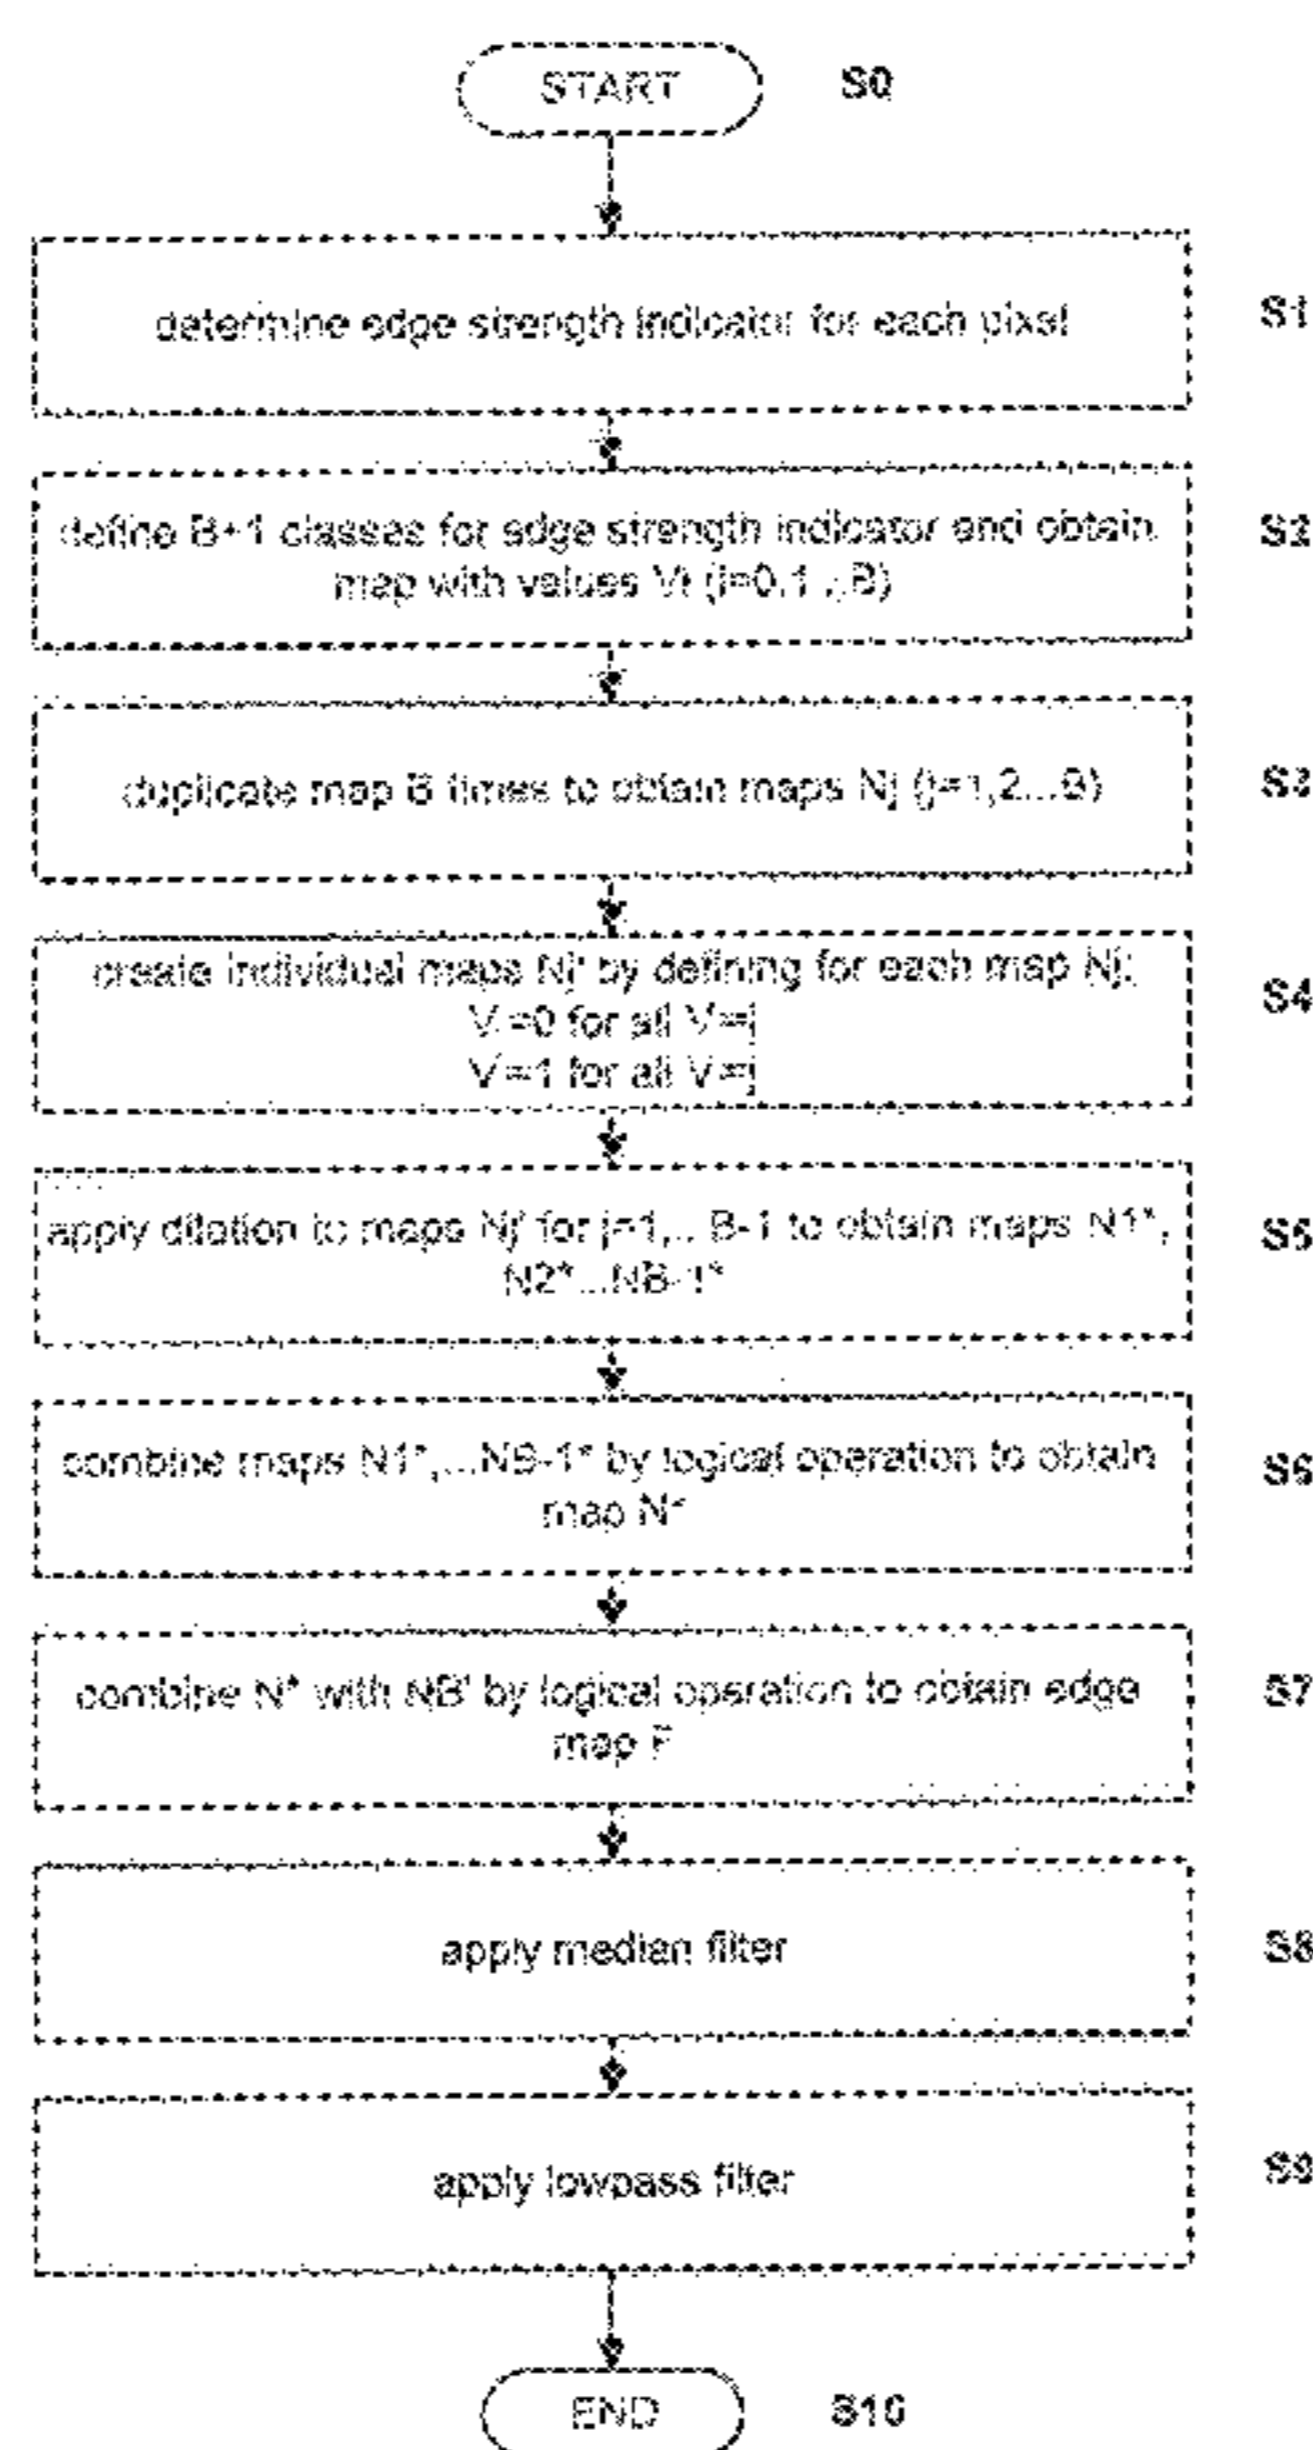 START S0
determine edge strength indicator for each pixel S1
define B+1 classes for edge strength indicator and obtain S2
map with values Vi (i=0,1..B)
duplicate map B times to obtain maps Nj (j=1,2...B) S3
create individual maps Nj' by defining for each map Nj: S4
for all
for all
apply dilation to maps Nj' for j=1,.. B-1 to obtain maps N1*, S5
N2*...NB-1*
combine maps N1*,...NB-1* by logical operation to obtain S6
map N*
combine N* with NB' by logical operation to obtain edge S7
map
apply median filter S8
apply lowpass filter S9
END S10